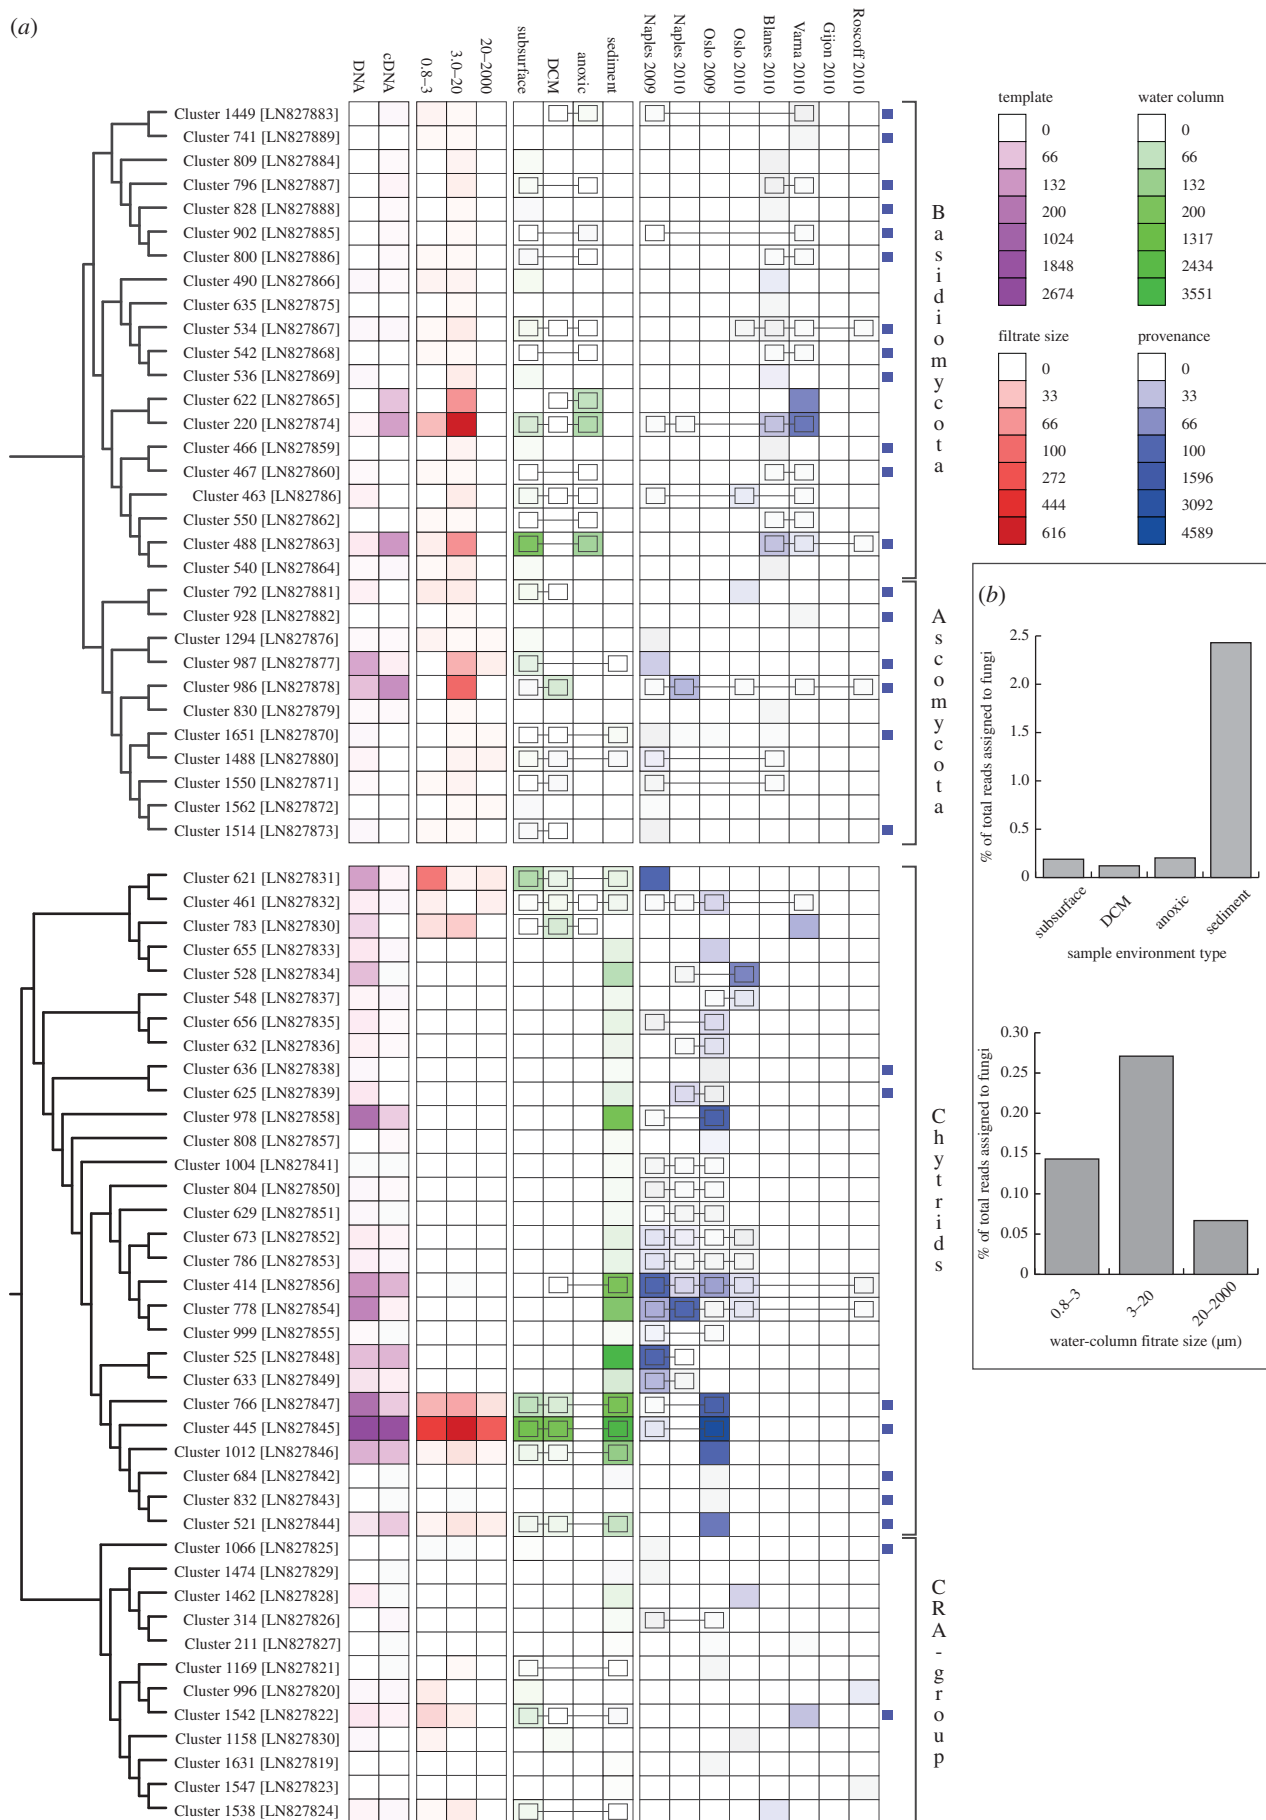 (a)
DNA
cDNA
0.8–3
3.0–20
20–2000
subsurface
DCM
anoxic
sediment
Naples 2009
Naples 2010
Oslo 2009
Oslo 2010
Blanes 2010
Varna 2010
Gijon 2010
Roscoff 2010
Cluster 1449 [LN827883]
Cluster 741 [LN827889]
Cluster 809 [LN827884]
Cluster 796 [LN827887]
Cluster 828 [LN827888]
Cluster 902 [LN827885]
Cluster 800 [LN827886]
Cluster 490 [LN827866]
Cluster 635 [LN827875]
Cluster 534 [LN827867]
Cluster 542 [LN827868]
Cluster 536 [LN827869]
Cluster 622 [LN827865]
Cluster 220 [LN827874]
Cluster 466 [LN827859]
Cluster 467 [LN827860]
Cluster 463 [LN82786]
Cluster 550 [LN827862]
Cluster 488 [LN827863]
Cluster 540 [LN827864]
Basidiomycota
Cluster 792 [LN827881]
Cluster 928 [LN827882]
Cluster 1294 [LN827876]
Cluster 987 [LN827877]
Cluster 986 [LN827878]
Cluster 830 [LN827879]
Cluster 1651 [LN827870]
Cluster 1488 [LN827880]
Cluster 1550 [LN827871]
Cluster 1562 [LN827872]
Cluster 1514 [LN827873]
Ascomycota
Cluster 621 [LN827831]
Cluster 461 [LN827832]
Cluster 783 [LN827830]
Cluster 655 [LN827833]
Cluster 528 [LN827834]
Cluster 548 [LN827837]
Cluster 656 [LN827835]
Cluster 632 [LN827836]
Cluster 636 [LN827838]
Cluster 625 [LN827839]
Cluster 978 [LN827858]
Cluster 808 [LN827857]
Cluster 1004 [LN827841]
Cluster 804 [LN827850]
Cluster 629 [LN827851]
Cluster 673 [LN827852]
Cluster 786 [LN827853]
Cluster 414 [LN827856]
Cluster 778 [LN827854]
Cluster 999 [LN827855]
Cluster 525 [LN827848]
Cluster 633 [LN827849]
Cluster 766 [LN827847]
Cluster 445 [LN827845]
Cluster 1012 [LN827846]
Cluster 684 [LN827842]
Cluster 832 [LN827843]
Cluster 521 [LN827844]
Chytrids
Cluster 1066 [LN827825]
Cluster 1474 [LN827829]
Cluster 1462 [LN827828]
Cluster 314 [LN827826]
Cluster 211 [LN827827]
Cluster 1169 [LN827821]
Cluster 996 [LN827820]
Cluster 1542 [LN827822]
Cluster 1158 [LN827830]
Cluster 1631 [LN827819]
Cluster 1547 [LN827823]
Cluster 1538 [LN827824]
CRA-group
template
0
66
132
200
1024
1848
2674
water column
0
66
132
200
1317
2434
3551
filtrate size
0
33
66
100
272
444
616
provenance
0
33
66
100
1596
3092
4589
(b)
% of total reads assigned to fungi
2.5
2.0
1.5
1.0
0.5
0
subsurface
DCM
anoxic
sediment
sample environment type
% of total reads assigned to fungi
0.30
0.25
0.20
0.15
0.10
0.05
0
0.8–3
3–20
20–2000
water-column fitrate size (µm)